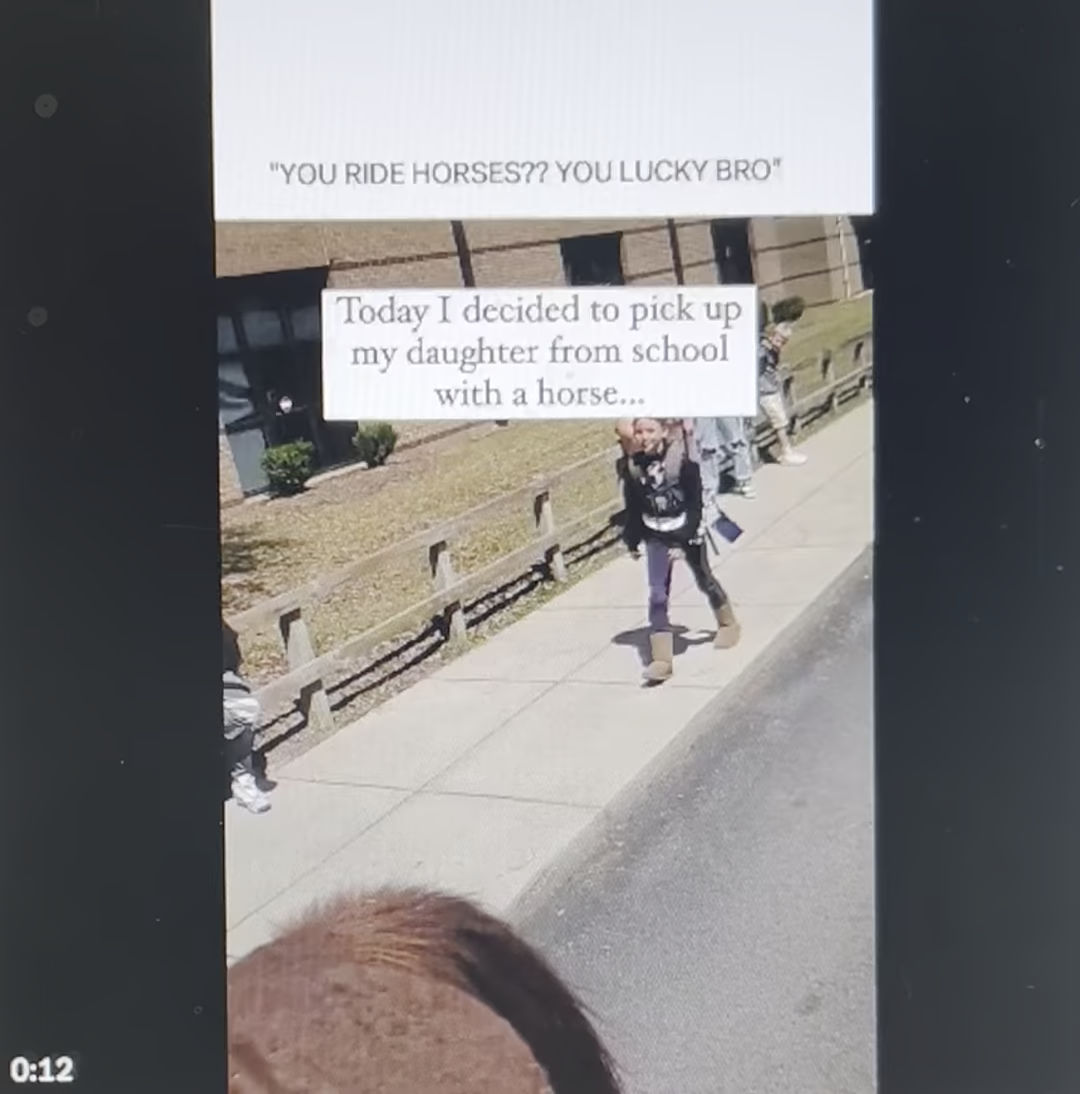 "YOU RIDE HORSES?? YOU LUCKY BRO"
Today I decided to pick up
my daughter from school
with a horse...
0:12